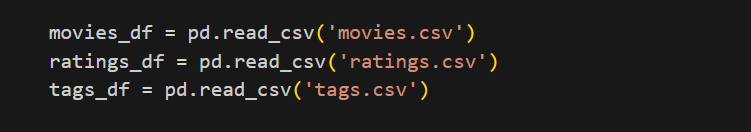 movies_df = pd.read_csv('movies.csv')
ratings_df = pd.read_csv('ratings.csv')
tags_df = pd.read_csv('tags.csv')